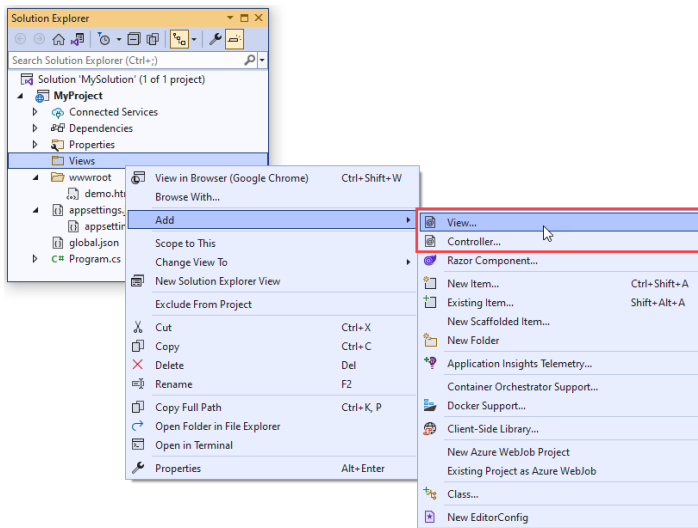 Solution Explorer
Search Solution Explorer (Ctrl+;)
Solution 'MySolution' (1 of 1 project)
MyProject
Connected Services
Dependencies
Properties
Views
wwwroot
demo.htm
appsettings.
appsettin
global.json
C# Program.cs
View in Browser (Google Chrome) Ctrl+Shift+W
Browse With...
Add
Scope to This
Change View To
New Solution Explorer View
Exclude From Project
Cut Ctrl+X
Copy Ctrl+C
Delete Del
Rename F2
Copy Full Path Ctrl+K, P
Open Folder in File Explorer
Open in Terminal
Properties Alt+Enter
View...
Controller...
Razor Component...
New Item... Ctrl+Shift+A
Existing Item... Shift+Alt+A
New Scaffolded Item...
New Folder
Application Insights Telemetry...
Container Orchestrator Support...
Docker Support...
Client-Side Library...
New Azure WebJob Project
Existing Project as Azure WebJob
Class...
New EditorConfig